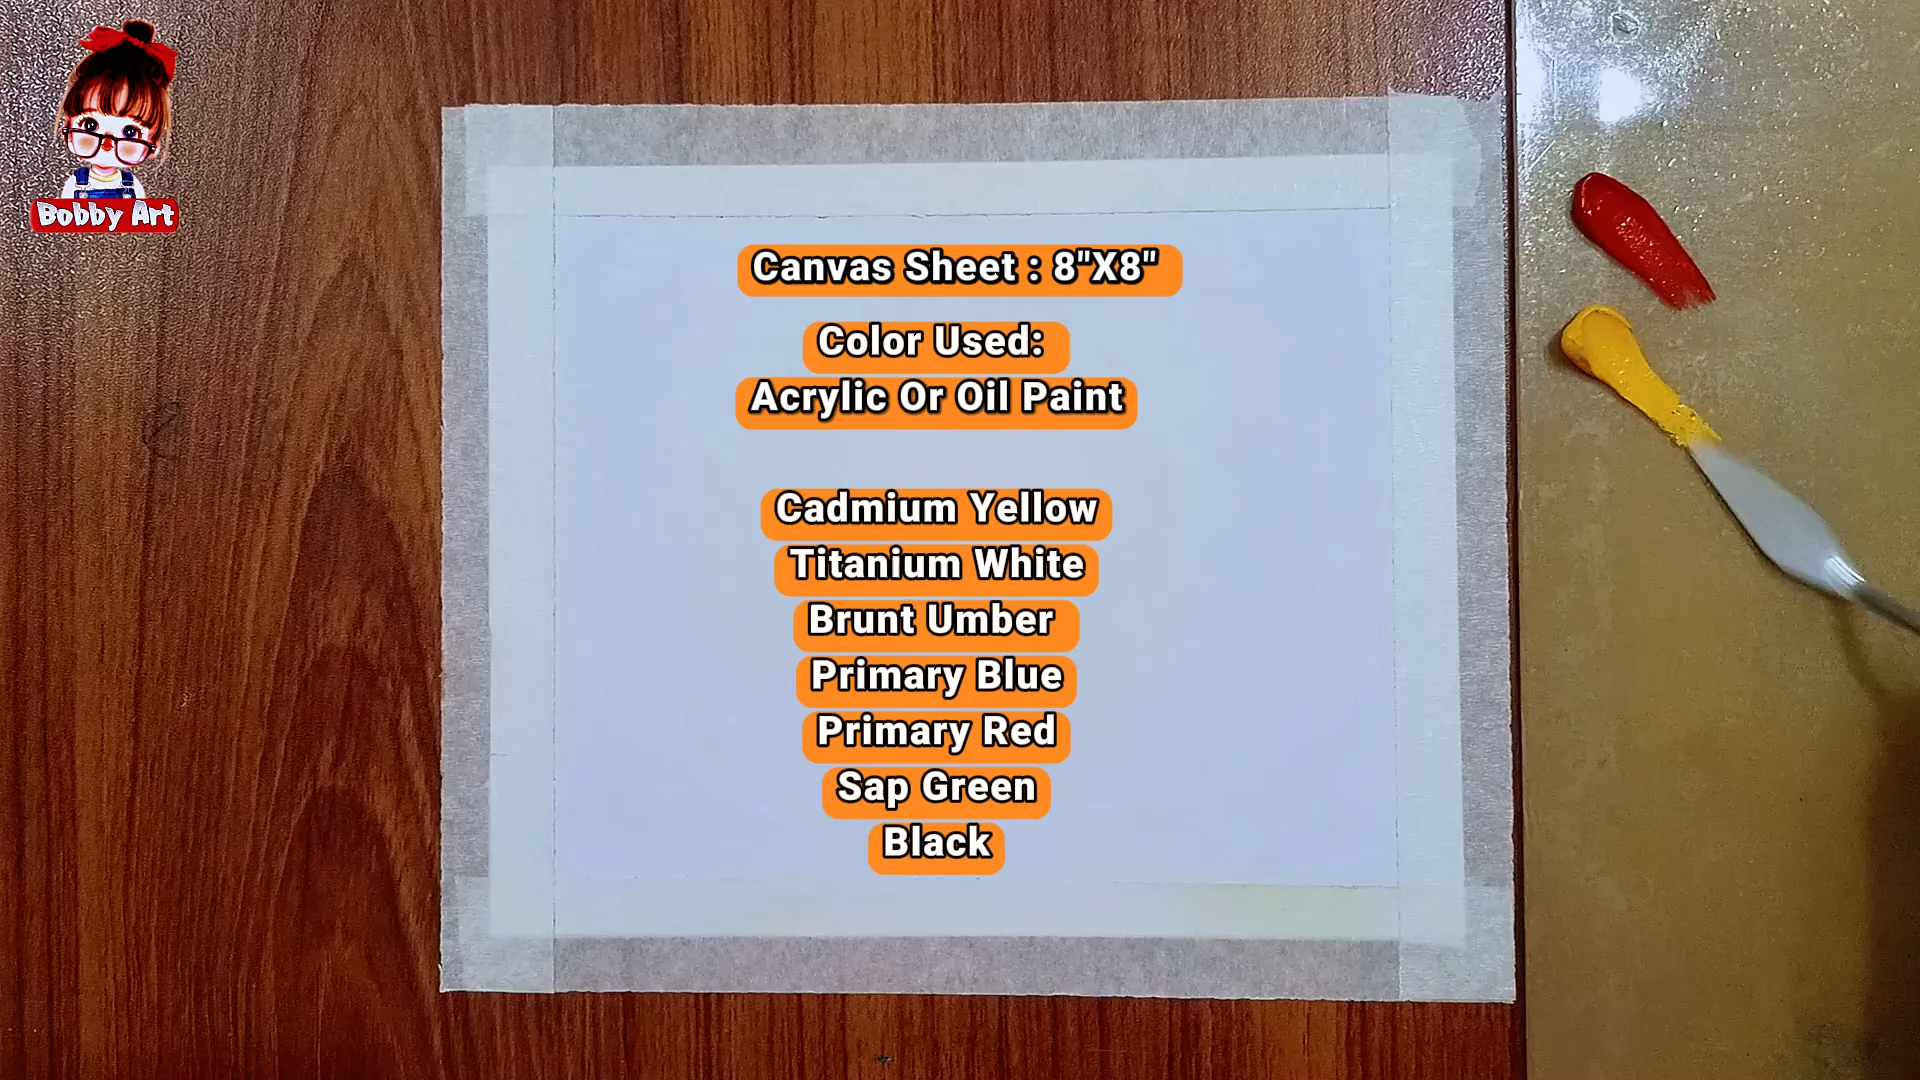 Bobby Art
Canvas Sheet : 8"X8"
Color Used:
Acrylic Or Oil Paint
Cadmium Yellow
Titanium White
Brunt Umber
Primary Blue
Primary Red
Sap Green
Black